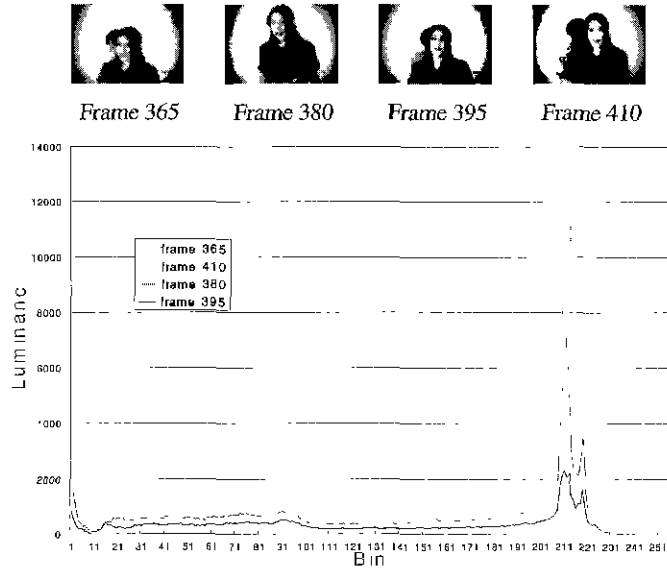 Frame 365 Frame 380 Frame 395 Frame 410
14000
12000
10000
8000
6000
4000
2000
0
Luminanc
frame 365
frame 410
frame 380
frame 395
1 11 21 31 41 51 61 71 81 31 101 111 121 131 141 151 161 171 181 191 201 211 221 231 241 251
Bin